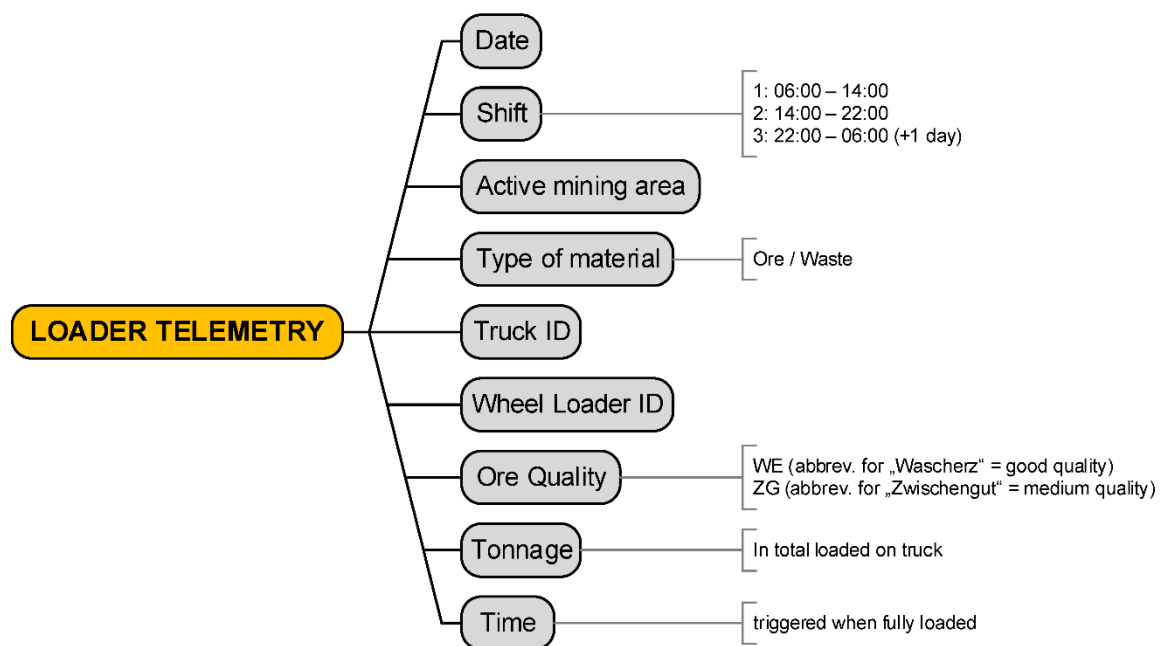 Date
Shift
1: 06:00 – 14:00
2: 14:00 – 22:00
3: 22:00 – 06:00 (+1 day)
Active mining area
Type of material
Ore / Waste
LOADER TELEMETRY
Truck ID
Wheel Loader ID
Ore Quality
WE (abbrev. for „Wascherz“ = good quality)
ZG (abbrev. for „Zwischengut“ = medium quality)
Tonnage
In total loaded on truck
Time
triggered when fully loaded